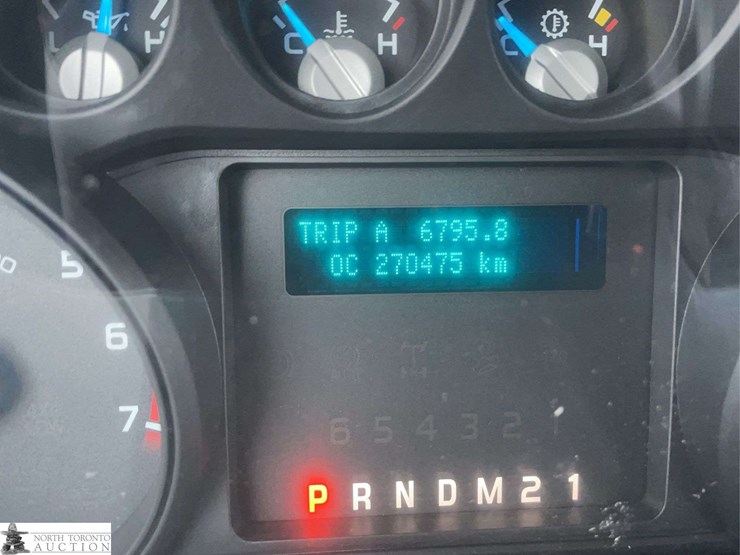 L H C H C H
TRIP A 6795.8
0C 270475 km
5
6
7
6 5 4 3 2 1
P R N D M 2 1
NORTH TORONTO
AUCTION